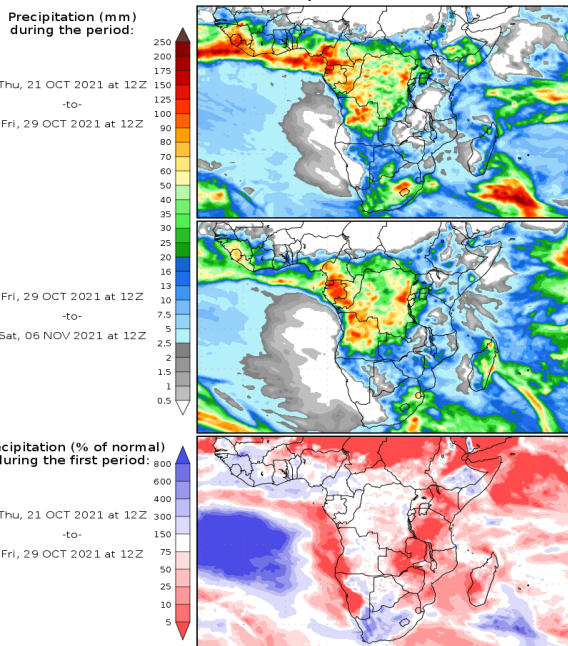 Precipitation (mm)
during the period:
250
200
175
150
125
100
90
80
70
60
50
40
35
30
25
20
16
13
10
7.5
5
2.5
2
1.5
1
0.5
Thu, 21 OCT 2021 at 12Z
-to-
Fri, 29 OCT 2021 at 12Z
Fri, 29 OCT 2021 at 12Z
-to-
Sat, 06 NOV 2021 at 12Z
cipitation (% of normal)
during the first period:
800
600
400
300
150
75
50
25
10
5
Thu, 21 OCT 2021 at 12Z
-to-
Fri, 29 OCT 2021 at 12Z